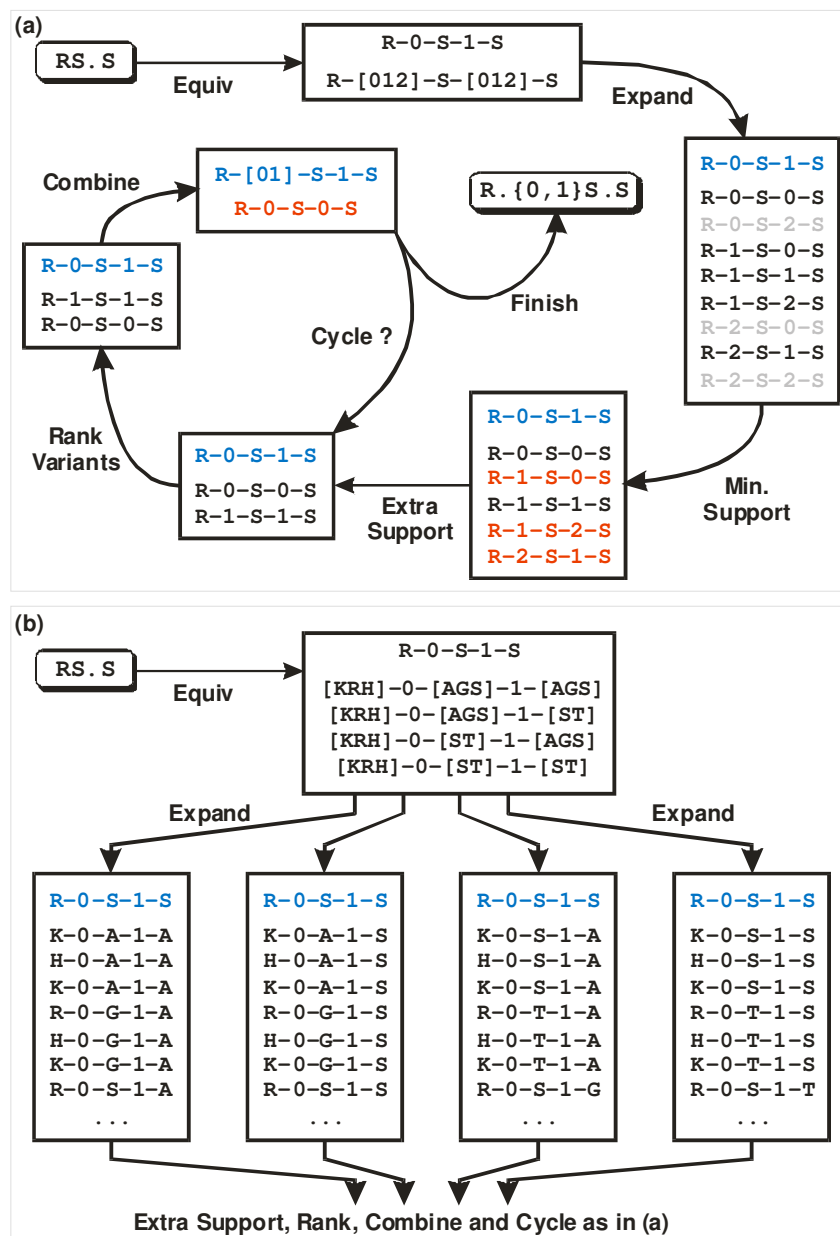 (a)
RS.S
Equiv
R-0-S-1-S
R-[012]-S-[012]-S
Expand
R-0-S-1-S
R-0-S-0-S
R-0-S-2-S
R-1-S-0-S
R-1-S-1-S
R-1-S-2-S
R-2-S-0-S
R-2-S-1-S
R-2-S-2-S
Min.
Support
R-0-S-1-S
R-0-S-0-S
R-1-S-0-S
R-1-S-1-S
R-1-S-2-S
R-2-S-1-S
Extra
Support
R-0-S-1-S
R-0-S-0-S
R-1-S-1-S
Rank
Variants
R-0-S-1-S
R-1-S-1-S
R-0-S-0-S
Combine
R-[01]-S-1-S
R-0-S-0-S
Cycle ?
Finish
R.{0,1}S.S
(b)
RS.S
Equiv
R-0-S-1-S
[KRH]-0-[AGS]-1-[AGS]
[KRH]-0-[AGS]-1-[ST]
[KRH]-0-[ST]-1-[AGS]
[KRH]-0-[ST]-1-[ST]
Expand
Expand
R-0-S-1-S
K-0-A-1-A
H-0-A-1-A
K-0-A-1-A
R-0-G-1-A
H-0-G-1-A
K-0-G-1-A
R-0-S-1-A
...
R-0-S-1-S
K-0-A-1-S
H-0-A-1-S
K-0-A-1-S
R-0-G-1-S
H-0-G-1-S
K-0-G-1-S
R-0-S-1-S
...
R-0-S-1-S
K-0-S-1-A
H-0-S-1-A
K-0-S-1-A
R-0-T-1-A
H-0-T-1-A
K-0-T-1-A
R-0-S-1-G
...
R-0-S-1-S
K-0-S-1-S
H-0-S-1-S
K-0-S-1-S
R-0-T-1-S
H-0-T-1-S
K-0-T-1-S
R-0-S-1-T
...
Extra Support, Rank, Combine and Cycle as in (a)